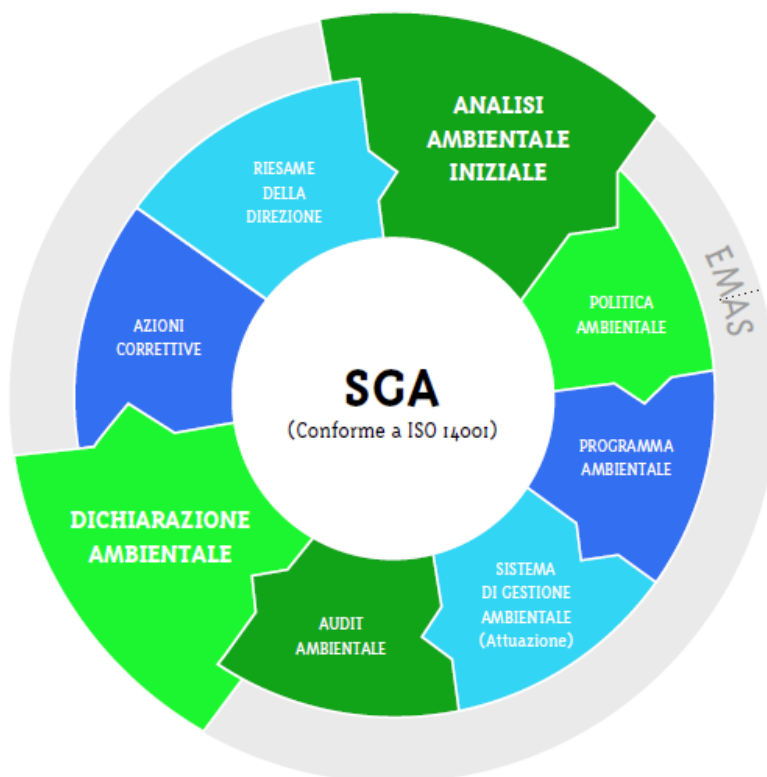 ANALISI
AMBIENTALE
INIZIALE
RIESAME
DELLA
DIREZIONE
EMAS
POLITICA
AMBIENTALE
AZIONI
CORRETTIVE
SGA
(Conforme a ISO 14001)
PROGRAMMA
AMBIENTALE
DICHIARAZIONE
AMBIENTALE
SISTEMA
DI GESTIONE
AMBIENTALE
(Attuazione)
AUDIT
AMBIENTALE